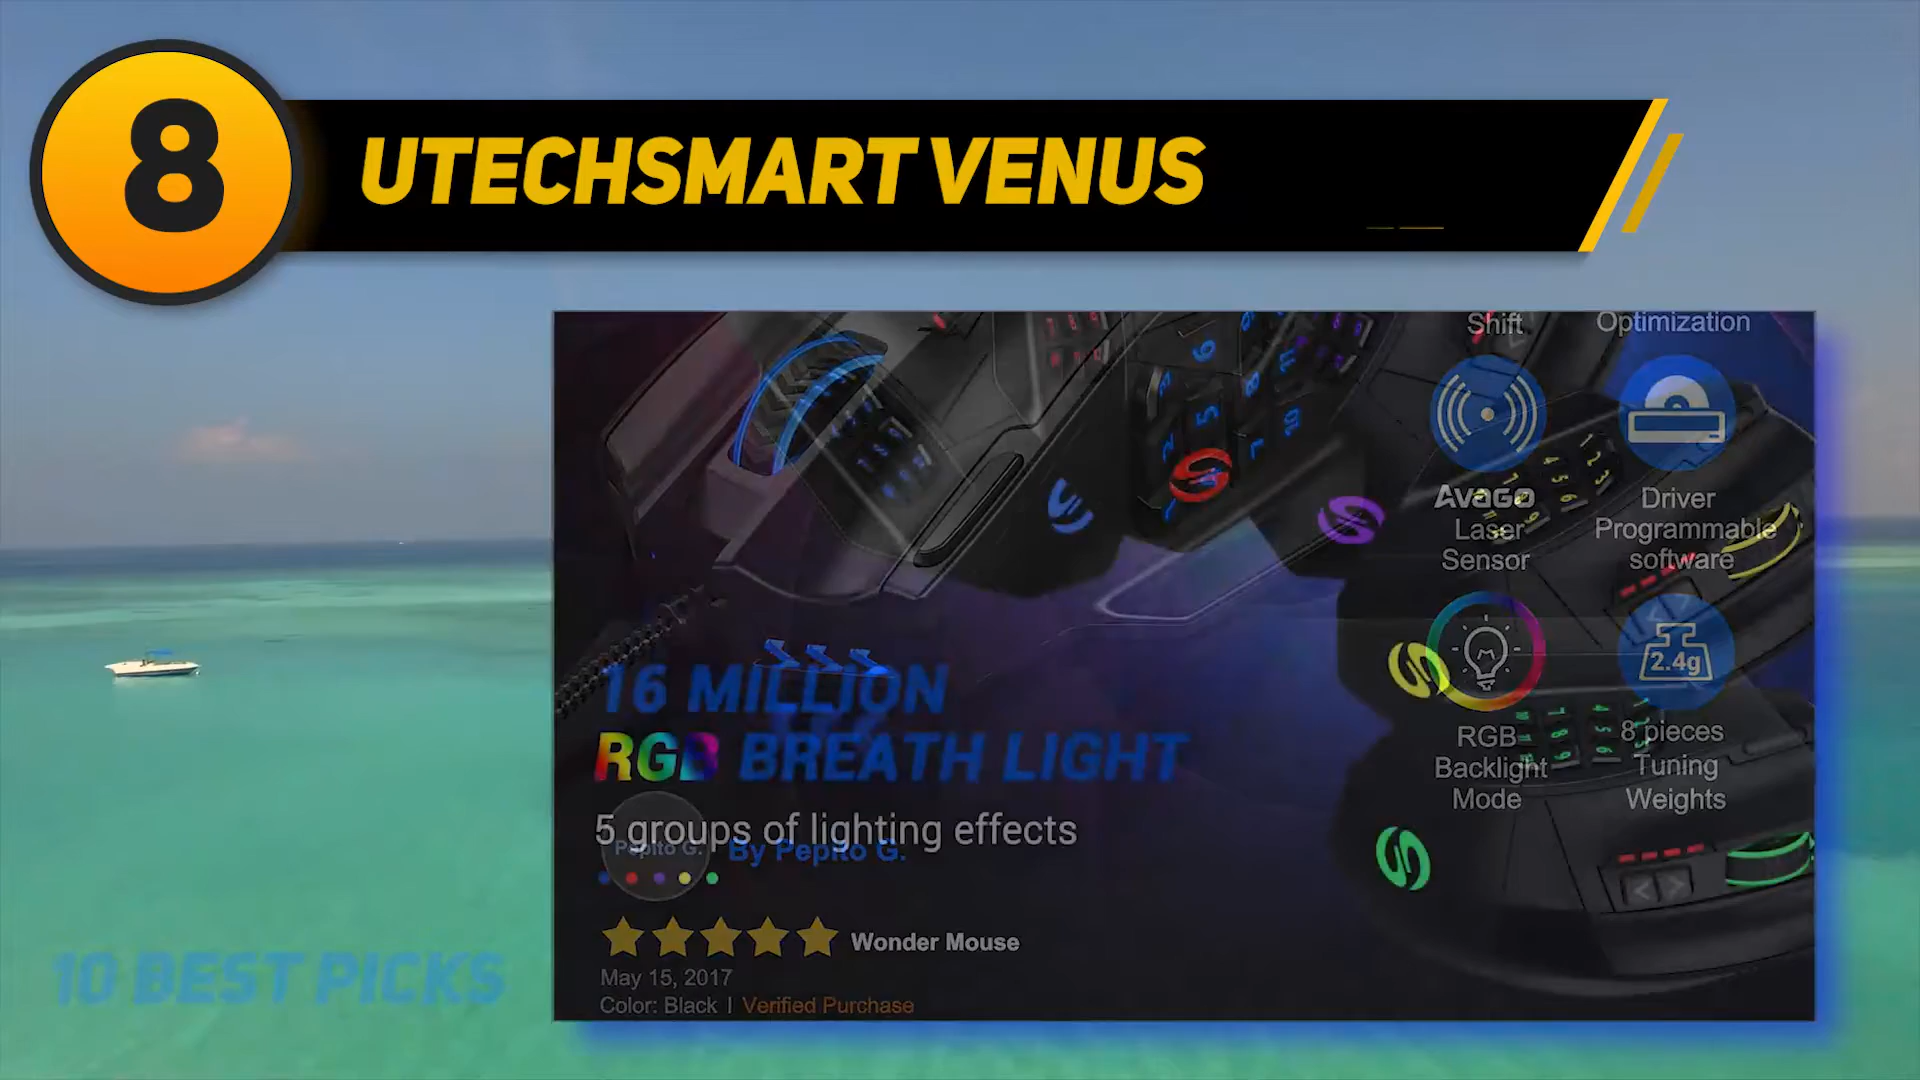 8
UTECHSMART VENUS
Shift
Optimization
AVAGO
Laser
Sensor
Driver
Programmable
software
2.4g
RGB
Backlight
Mode
8 pieces
Tuning
Weights
16 MILLION
RGB BREATH LIGHT
5 groups of lighting effects
Pepito G.
By Pepito G.
Wonder Mouse
May 15, 2017
Color: Black | Verified Purchase
10 BEST PICKS